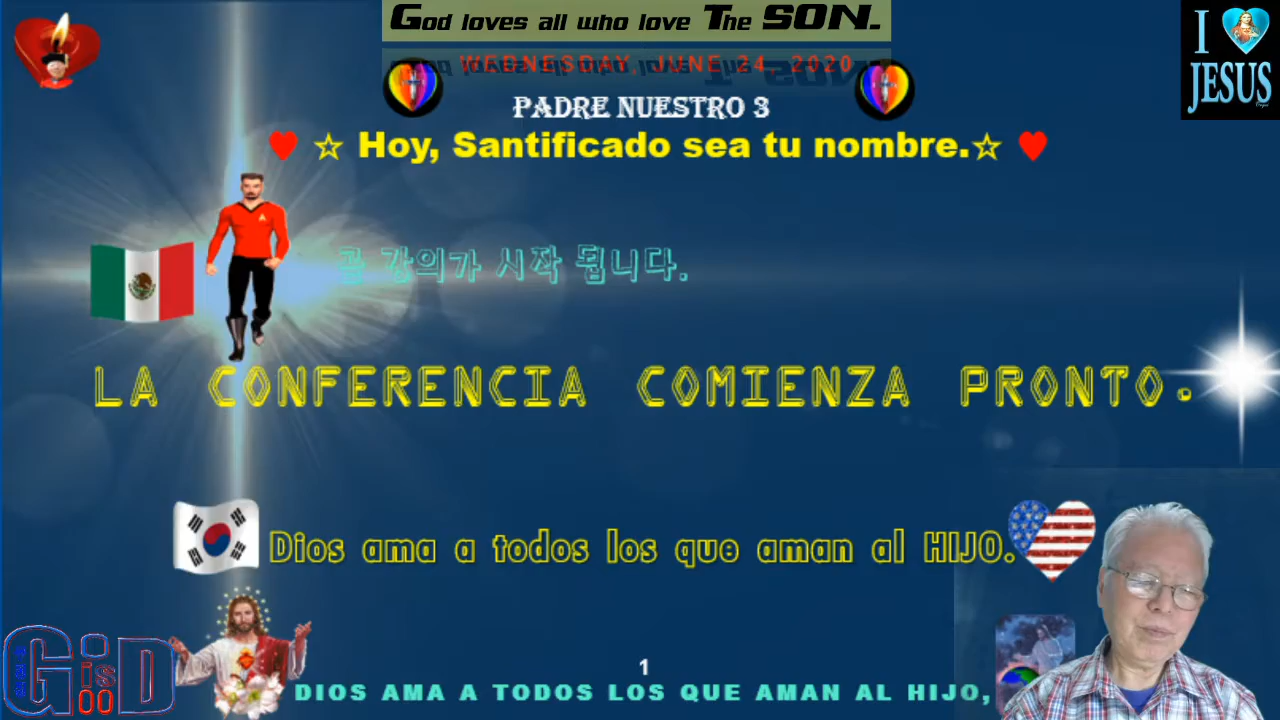 God loves all who love The SON.
I
JESUS
WEDNESDAY, JUNE 24, 2020
PADRE NUESTRO 3
☆ Hoy, Santificado sea tu nombre.☆
곧 강의가 시작 됩니다.
LA CONFERENCIA COMIENZA PRONTO.
Dios ama a todos los que aman al HIJO.
GisD
1
DIOS AMA A TODOS LOS QUE AMAN AL HIJO,